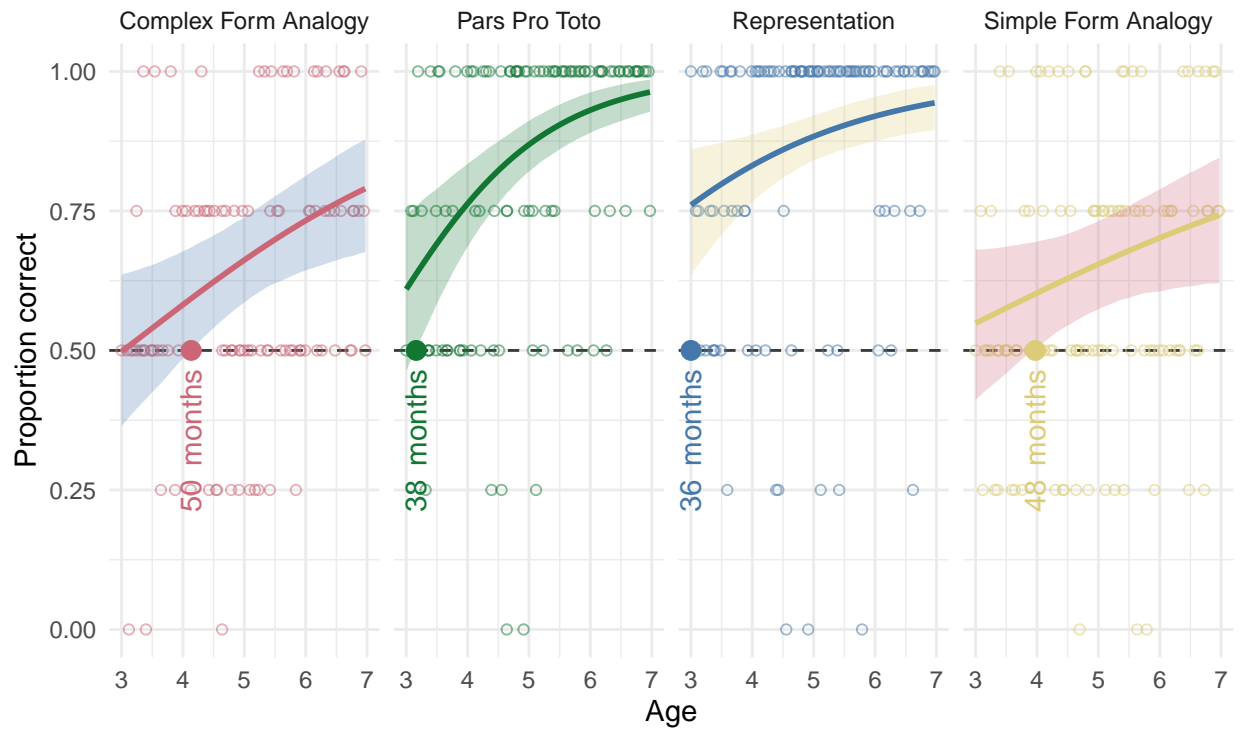 Complex Form Analogy
Pars Pro Toto
Representation
Simple Form Analogy
Proportion correct
1.00
0.75
0.50
0.25
0.00
50 months
38 months
36 months
48 months
3 4 5 6 7
3 4 5 6 7
3 4 5 6 7
3 4 5 6 7
Age